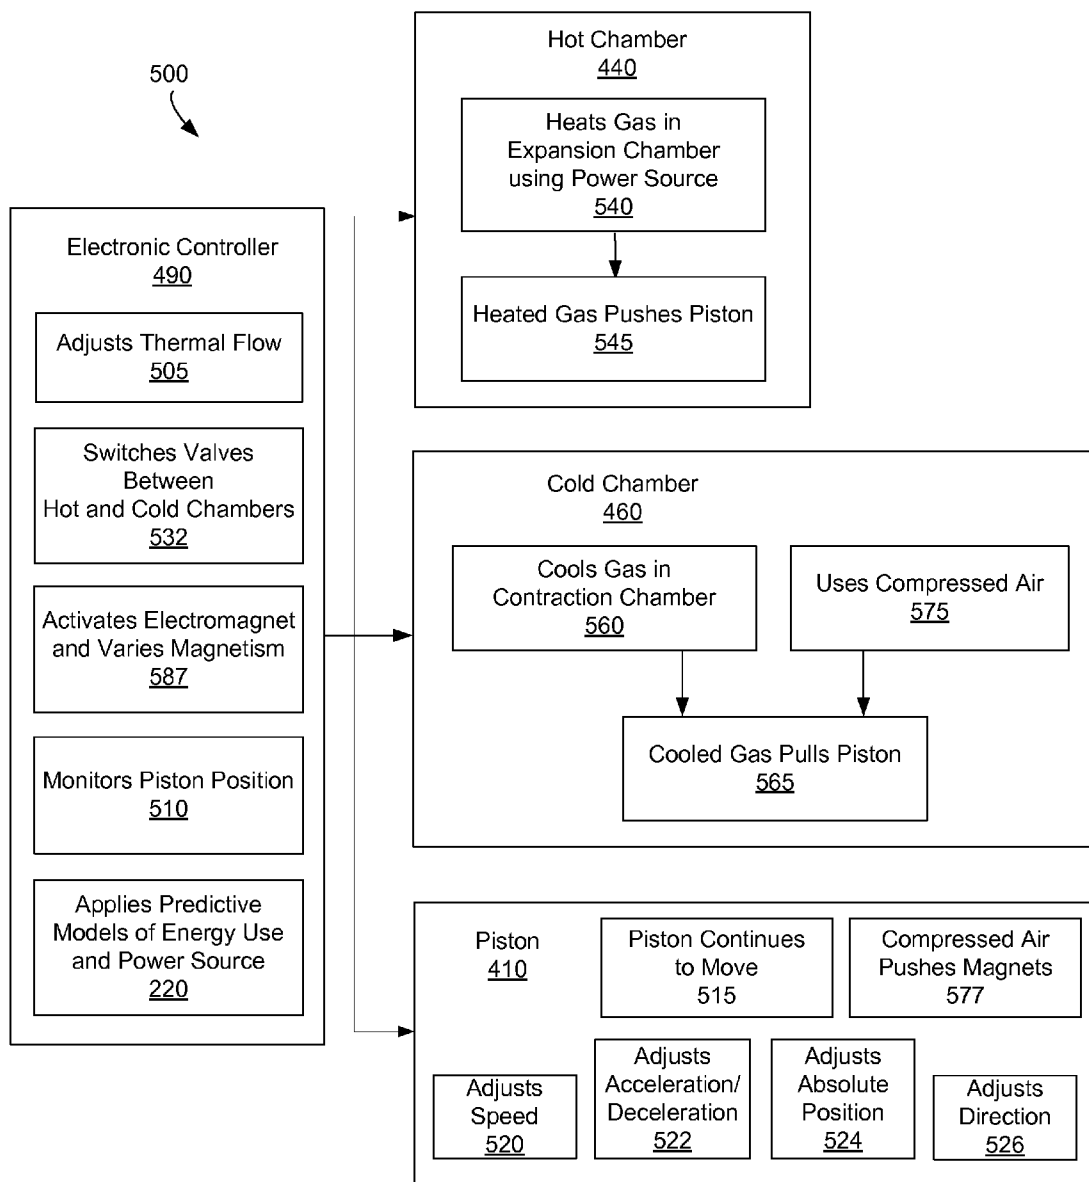 500
Electronic Controller
490
Adjusts Thermal Flow
505
Switches Valves
Between
Hot and Cold Chambers
532
Activates Electromagnet
and Varies Magnetism
587
Monitors Piston Position
510
Applies Predictive
Models of Energy Use
and Power Source
220
Hot Chamber
440
Heats Gas in
Expansion Chamber
using Power Source
540
Heated Gas Pushes Piston
545
Cold Chamber
460
Cools Gas in
Contraction Chamber
560
Uses Compressed Air
575
Cooled Gas Pulls Piston
565
Piston
410
Piston Continues
to Move
515
Compressed Air
Pushes Magnets
577
Adjusts
Speed
520
Adjusts
Acceleration/
Deceleration
522
Adjusts
Absolute
Position
524
Adjusts
Direction
526